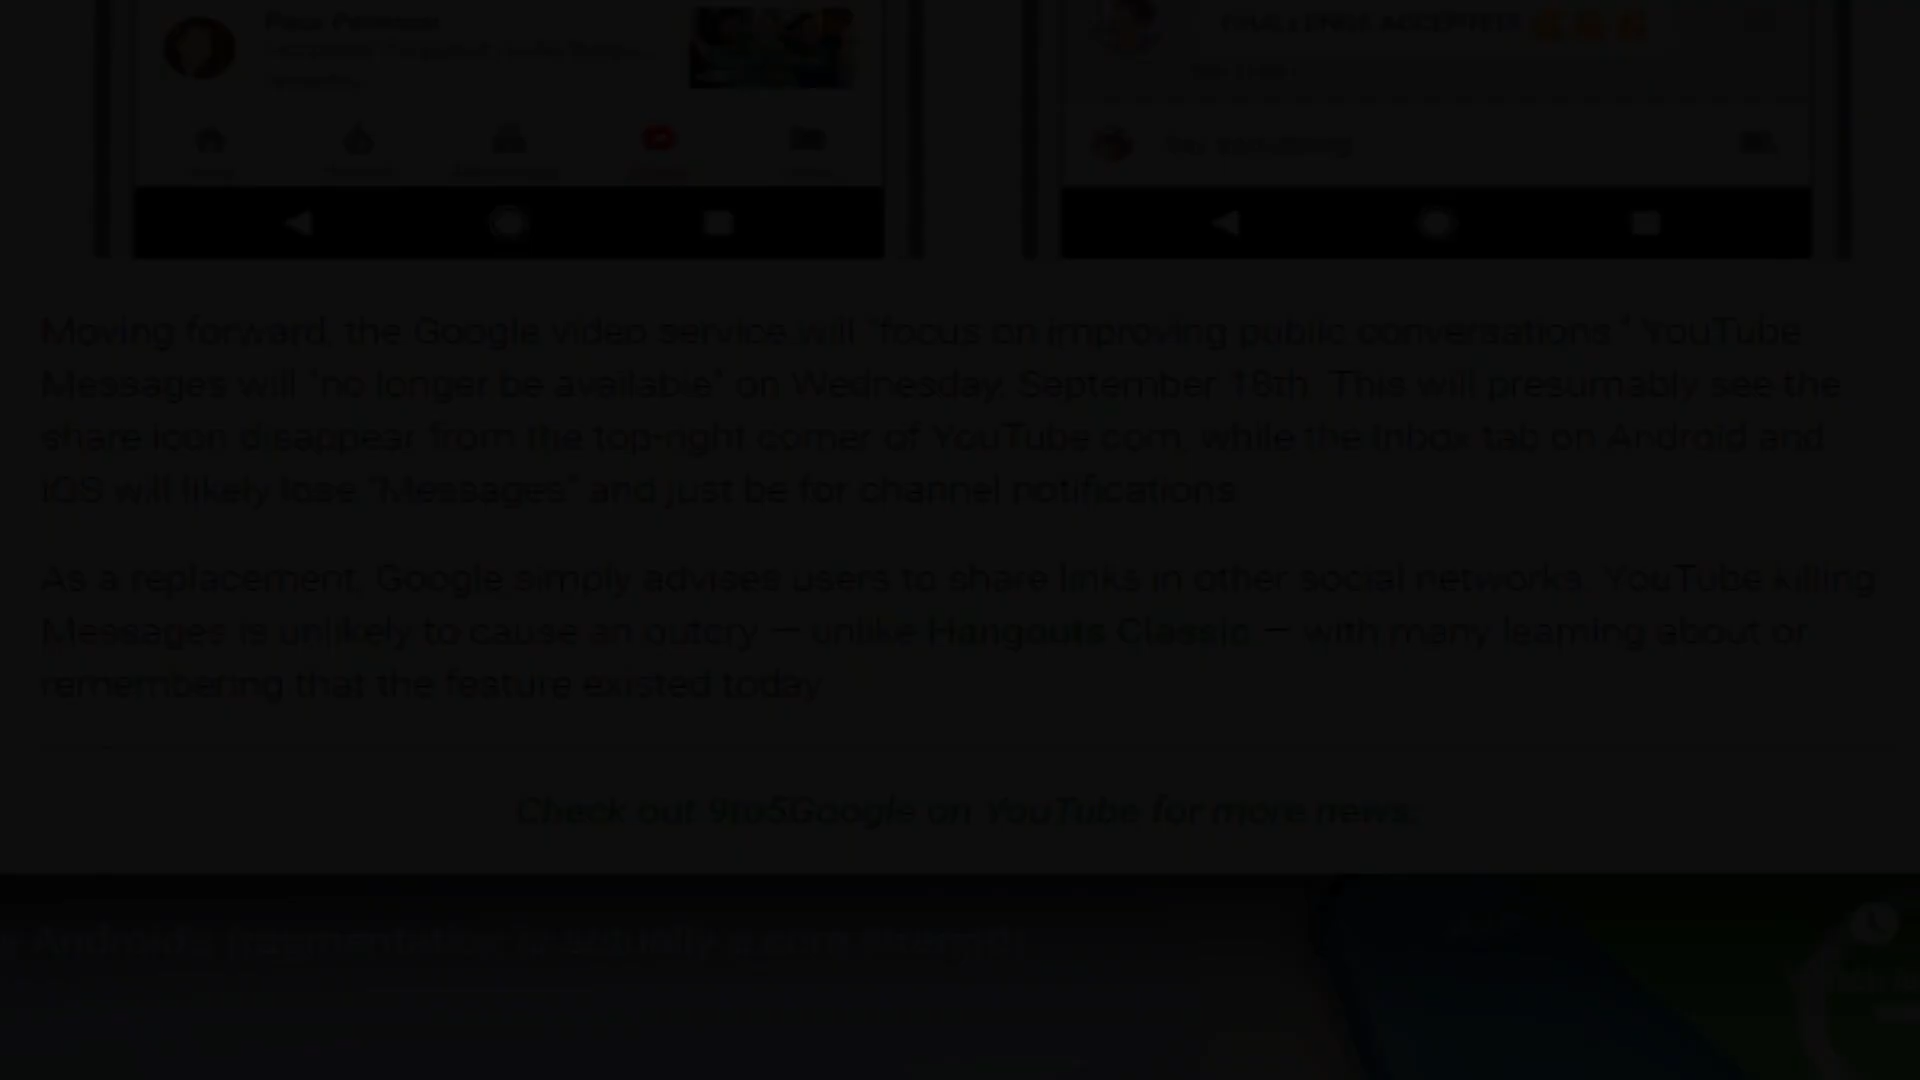 CHALLENGE ACCEPTED!
Moving forward, the Google video service will "focus on improving public conversations." YouTube
Messages will "no longer be available" on Wednesday, September 18th. This will presumably see the
share icon disappear from the top-right corner of YouTube.com, while the Inbox tab on Android and
iOS will likely lose "Messages" and just be for channel notifications.
As a replacement, Google simply advises users to share links in other social networks. YouTube killing
Messages is unlikely to cause an outcry — unlike Hangouts Classic — with many learning about or
remembering that the feature existed today.
Check out 9to5Google on YouTube for more news: